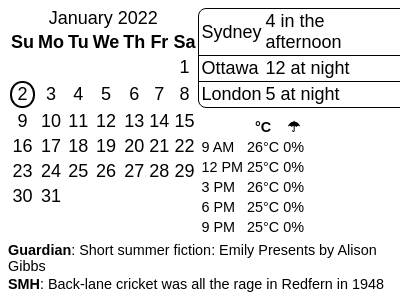 January 2022
Su Mo Tu We Th Fr Sa
1
2 3 4 5 6 7 8
9 10 11 12 13 14 15
16 17 18 19 20 21 22
23 24 25 26 27 28 29
30 31
Sydney 4 in the
afternoon
Ottawa 12 at night
London 5 at night
°C ☂
9 AM 26°C 0%
12 PM 25°C 0%
3 PM 26°C 0%
6 PM 25°C 0%
9 PM 25°C 0%
Guardian: Short summer fiction: Emily Presents by Alison
Gibbs
SMH: Back-lane cricket was all the rage in Redfern in 1948